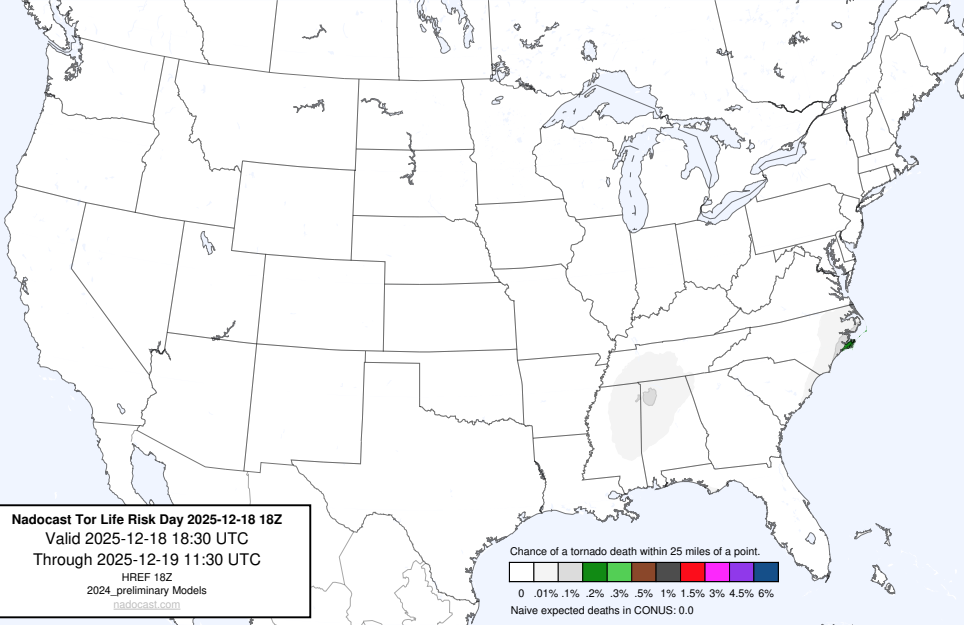 Nadocast Tor Life Risk Day 2025-12-18 18Z
Valid 2025-12-18 18:30 UTC
Through 2025-12-19 11:30 UTC
HREF 18Z
2024_preliminary Models
nadocast.com
Chance of a tornado death within 25 miles of a point.
0 .01% .1% .2% .3% .5% 1% 1.5% 3% 4.5% 6%
Naive expected deaths in CONUS: 0.0